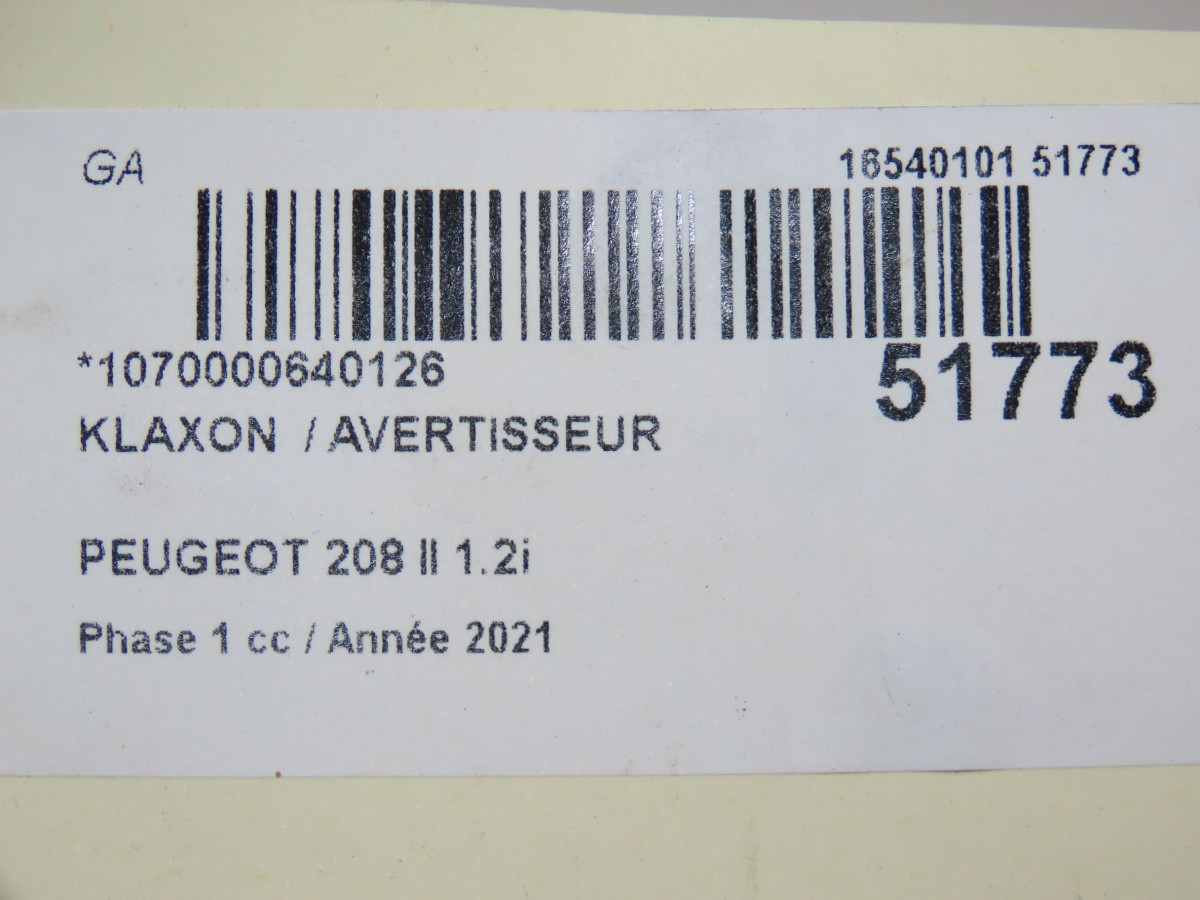 GA
16540101 51773
*1070000640126
51773
KLAXON / AVERTISSEUR
PEUGEOT 208 II 1.2i
Phase 1 cc / Année 2021